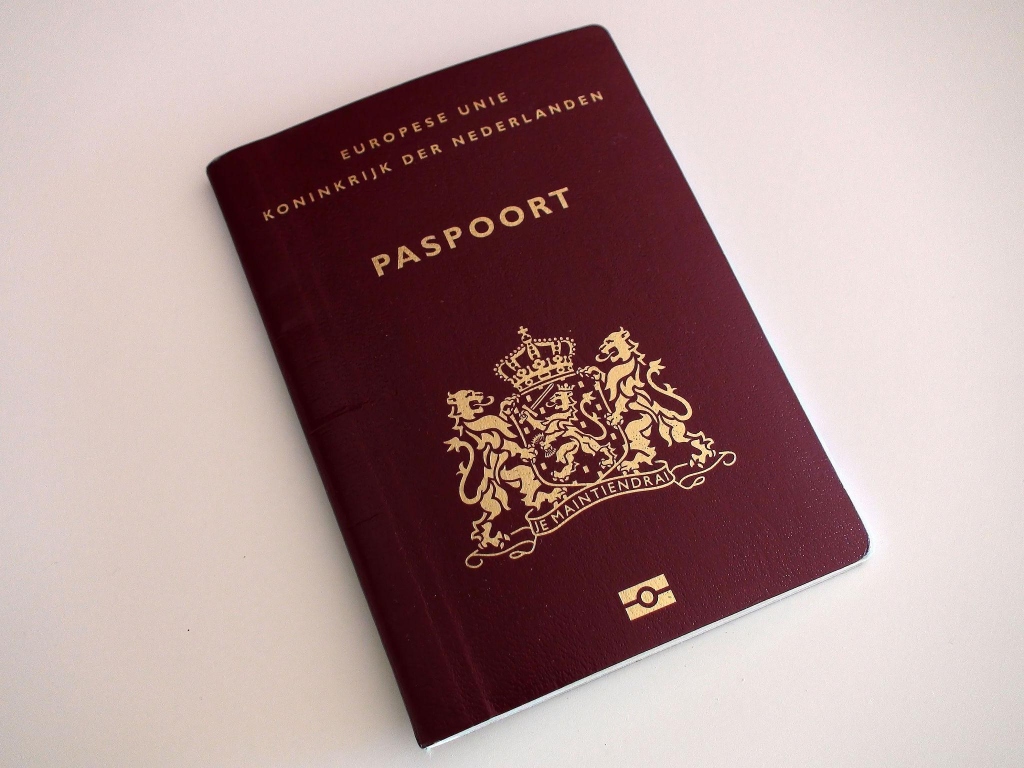 EUROPESE UNIE
KONINKRIJK DER NEDERLANDEN
PASPOORT
JE MAINTIENDRAI